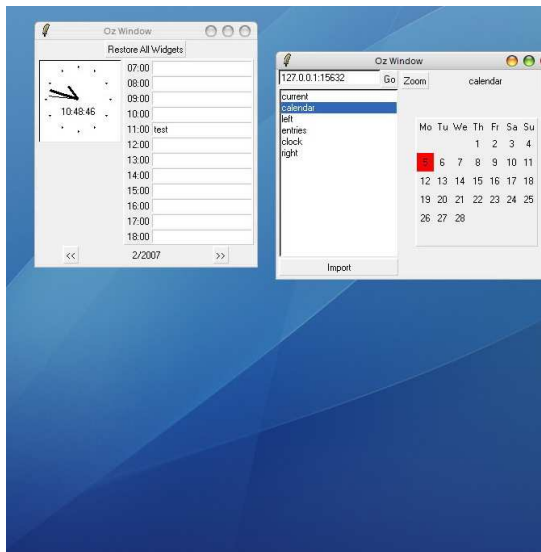 Oz Window
Restore All Widgets
10:48:46
07:00
08:00
09:00
10:00
11:00 test
12:00
13:00
14:00
15:00
16:00
17:00
18:00
<< 2/2007 >>
Oz Window
127.0.0.1:15632 Go Zoom calendar
current
calendar
left
entries
clock
right
Import
Mo Tu We Th Fr Sa Su
1 2 3 4
5 6 7 8 9 10 11
12 13 14 15 16 17 18
19 20 21 22 23 24 25
26 27 28